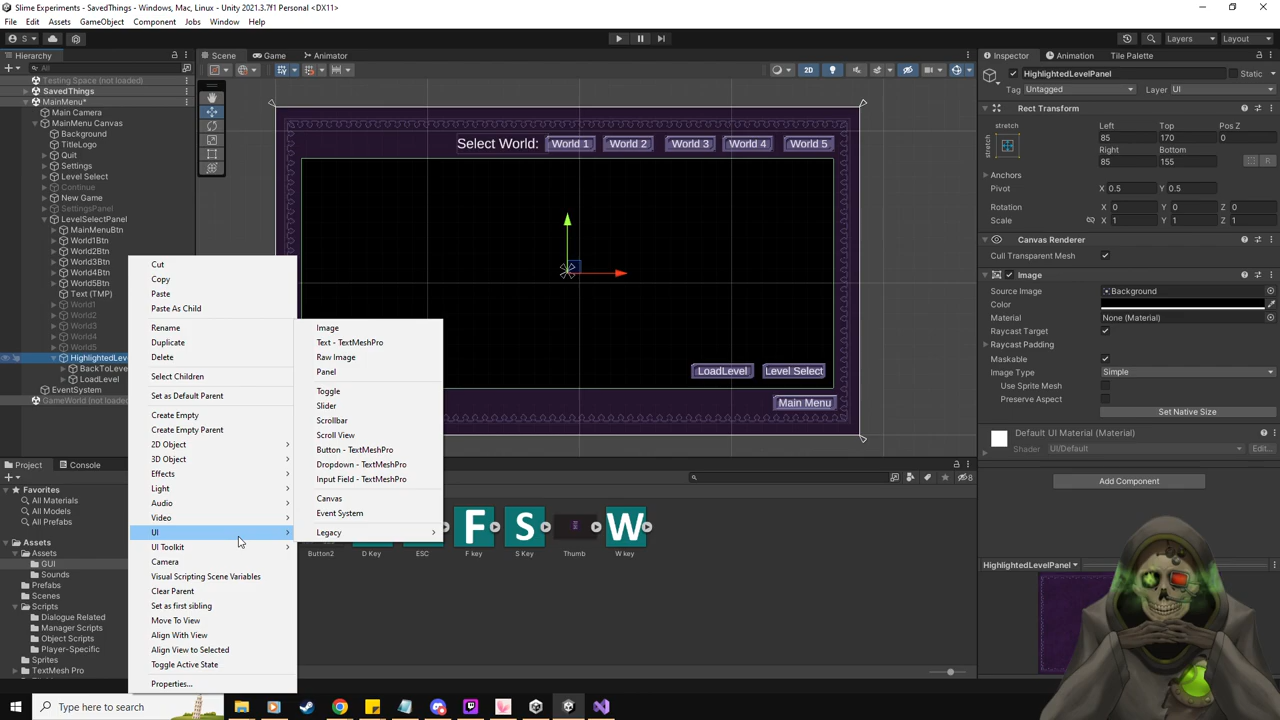 Slime Experiments - SavedThings - Windows, Mac, Linux - Unity 2021.3.7f1 Personal <DX11>
File Edit Assets GameObject Component Jobs Window Help
S Layers Layout
Hierarchy Scene Game Animator Inspector Animation Tile Palette
All
2D
Testing Space (not loaded)
SavedThings
MainMenu*
Main Camera
MainMenu Canvas
Background
TitleLogo
Quit
Settings
Level Select
Continue
New Game
SettingsPanel
LevelSelectPanel
MainMenuBtn
World1Btn
World2Btn
World3Btn
World4Btn
World5Btn
Text (TMP)
World1
World2
World3
World4
World5
HighlightedLev
BackToLeve
LoadLevel
EventSystem
GameWorld (not loade
Select World: World 1 World 2 World 3 World 4 World 5
LoadLevel Level Select
Main Menu
Cut
Copy
Paste
Paste As Child
Rename
Duplicate
Delete
Select Children
Set as Default Parent
Create Empty
Create Empty Parent
2D Object
3D Object
Effects
Light
Audio
Video
UI
UI Toolkit
Camera
Visual Scripting Scene Variables
Clear Parent
Set as first sibling
Move To View
Align With View
Align View to Selected
Toggle Active State
Properties...
Image
Text - TextMeshPro
Raw Image
Panel
Toggle
Slider
Scrollbar
Scroll View
Button - TextMeshPro
Dropdown - TextMeshPro
Input Field - TextMeshPro
Canvas
Event System
Legacy
HighlightedLevelPanel Static
Tag Untagged Layer UI
Rect Transform
stretch Left Top Pos Z
stretch 85 170 0
Right Bottom
85 155
R
Anchors
Pivot X 0.5 Y 0.5
Rotation X 0 Y 0 Z 0
Scale X 1 Y 1 Z 1
Canvas Renderer
Cull Transparent Mesh
Image
Source Image Background
Color
Material None (Material)
Raycast Target
Raycast Padding
Maskable
Image Type Simple
Use Sprite Mesh
Preserve Aspect
Set Native Size
Default UI Material (Material)
Shader UI/Default Edit...
Add Component
HighlightedLevelPanel
Project Console
8
Favorites
All Materials
All Models
All Prefabs
Assets
Assets
GUI
Sounds
Prefabs
Scenes
Scripts
Dialogue Related
Manager Scripts
Object Scripts
Player-Specific
Sprites
TextMesh Pro
F S W
Button2 D Key ESC F key S Key Thumb W key
Type here to search